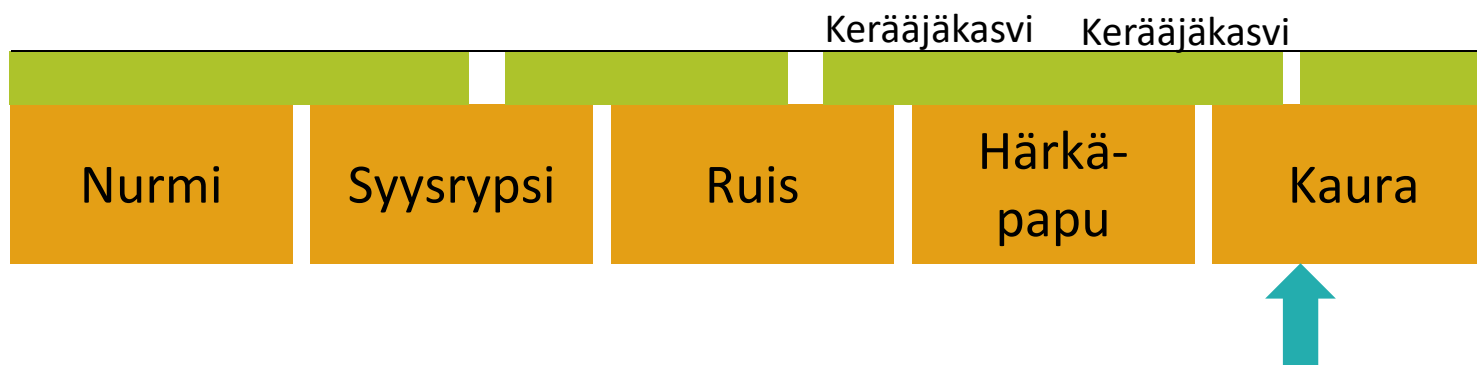 Kerääjäkasvi
Kerääjäkasvi
Nurmi
Syysrypsi
Ruis
Härkä-
papu
Kaura